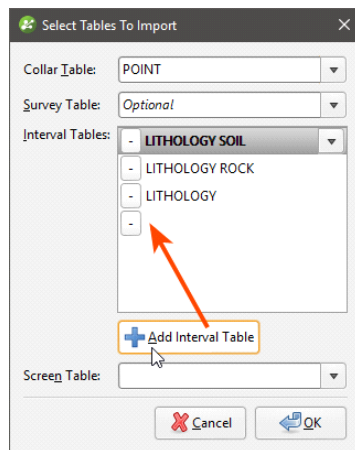 Select Tables To Import
Collar Table: POINT
Survey Table: Optional
Interval Tables: - LITHOLOGY SOIL
- LITHOLOGY ROCK
- LITHOLOGY
-
Add Interval Table
Screen Table:
Cancel OK